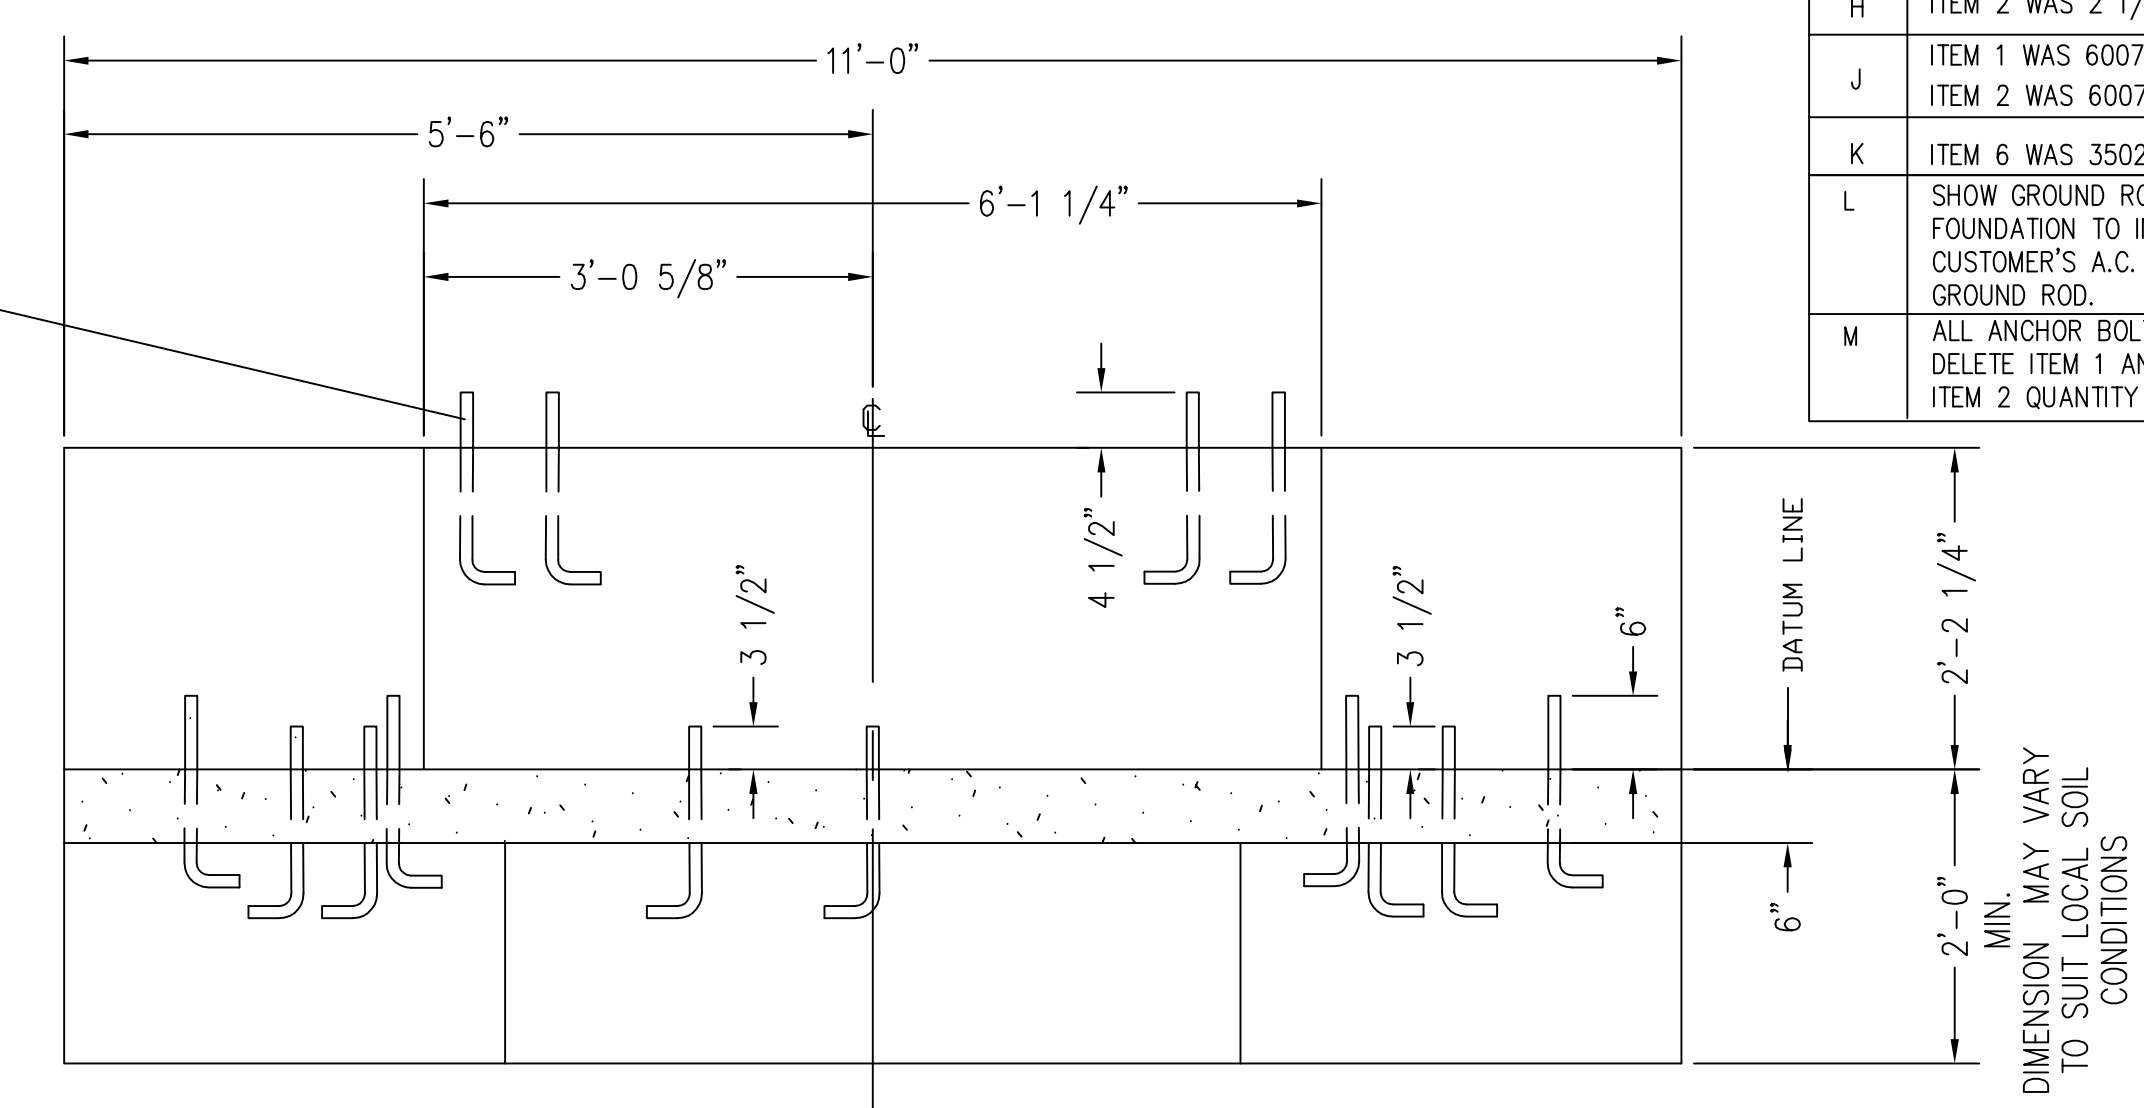 11'-0"
5'-6"
6'-1 1/4"
3'-0 5/8"
℄
4 1/2"
3 1/2"
3 1/2"
6"
DATUM LINE
2'-2 1/4"
6"
2'-0"
MIN.
DIMENSION MAY VARY
TO SUIT LOCAL SOIL
CONDITIONS
H
ITEM 2 WAS 2 1/
J
ITEM 1 WAS 6007
ITEM 2 WAS 6007
K
ITEM 6 WAS 3502
L
SHOW GROUND
FOUNDATION TO
CUSTOMER'S A.C.
GROUND ROD.
M
ALL ANCHOR
DELETE ITEM 1
ITEM 2 QUANTITY